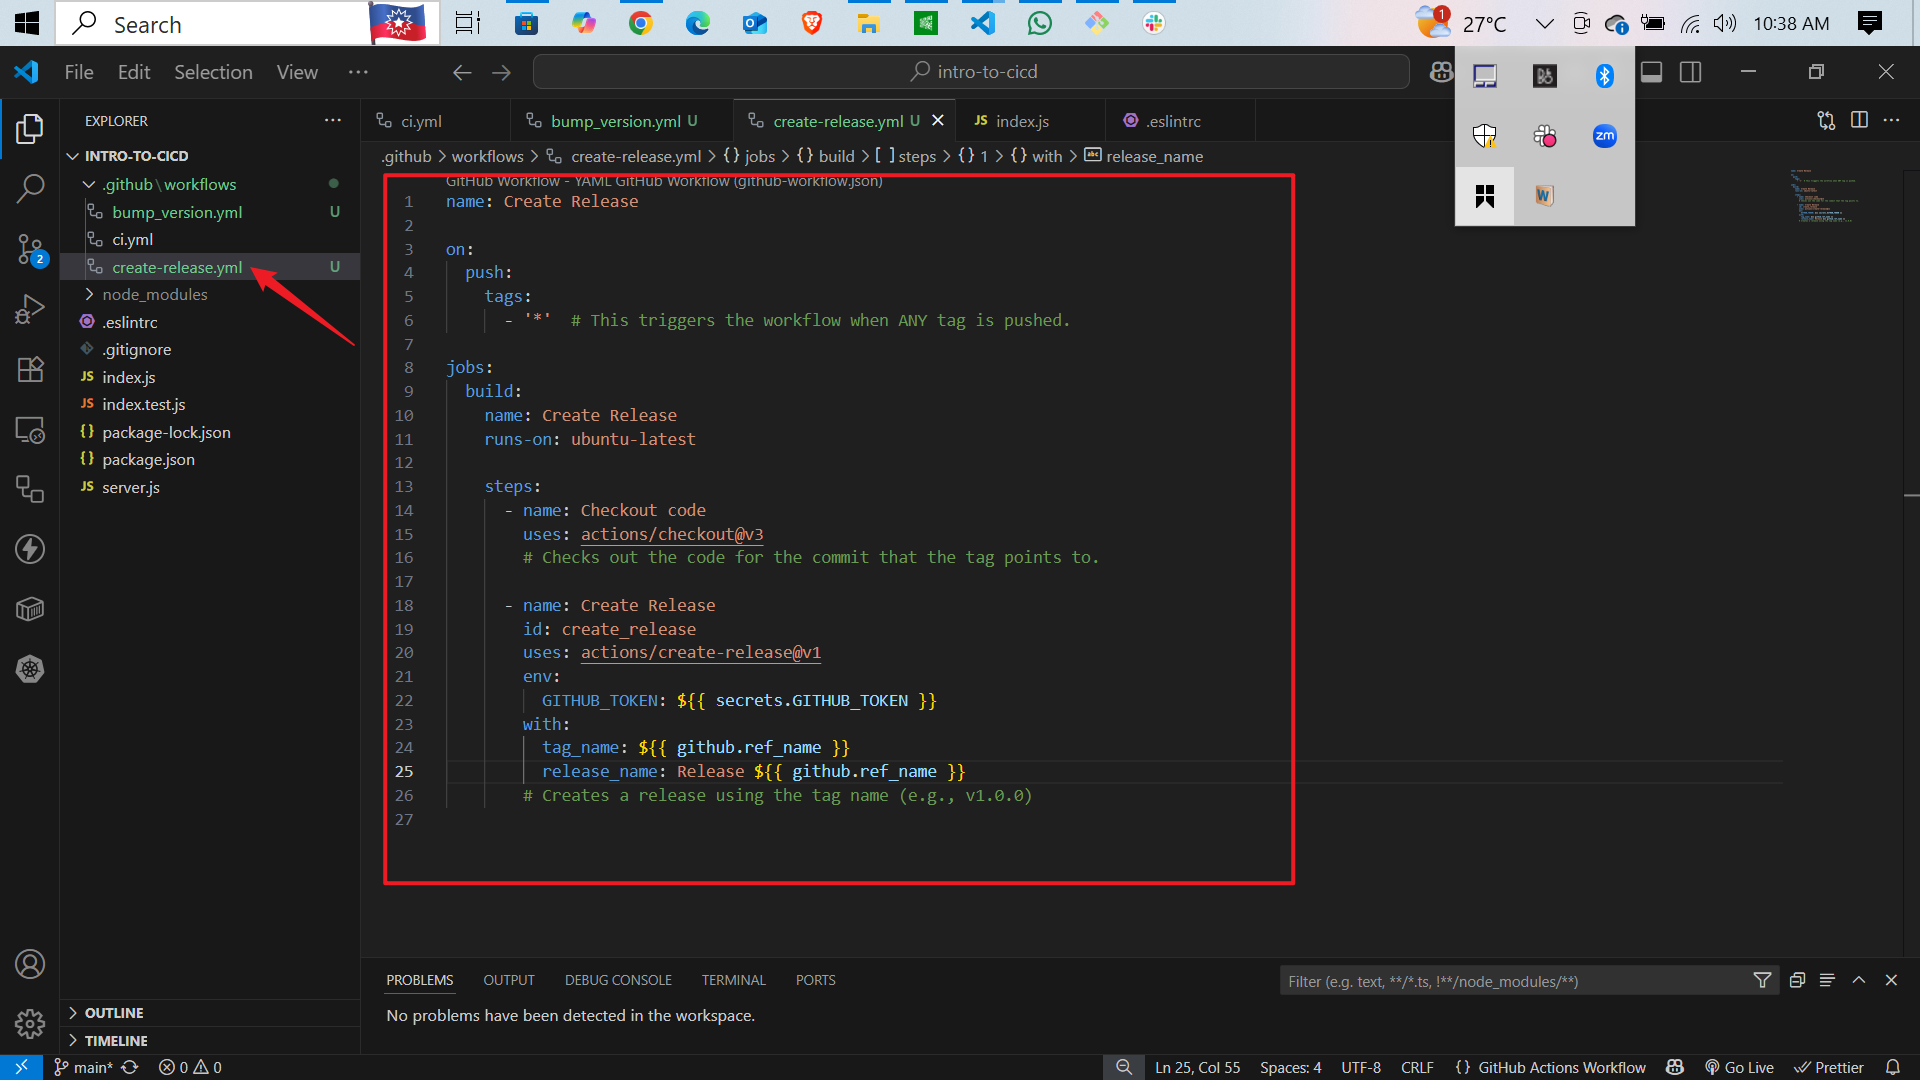 Search
1
27°C
10:38 AM
File Edit Selection View ···
intro-to-cicd
zm
W
EXPLORER ···
ci.yml
bump_version.yml U
create-release.yml U
JS index.js
.eslintrc
.github > workflows > create-release.yml > {} jobs > {} build > [ ] steps > {} 1 > {} with > abc release_name
INTRO-TO-CICD
.github\workflows
bump_version.yml U
ci.yml
create-release.yml U
node_modules
.eslintrc
.gitignore
JS index.js
JS index.test.js
{} package-lock.json
{} package.json
JS server.js
2
GitHub Workflow - YAML GitHub Workflow (github-workflow.json)
1 name: Create Release
2
3 on:
4 push:
5 tags:
6 - '*' # This triggers the workflow when ANY tag is pushed.
7
8 jobs:
9 build:
10 name: Create Release
11 runs-on: ubuntu-latest
12
13 steps:
14 - name: Checkout code
15 uses: actions/checkout@v3
16 # Checks out the code for the commit that the tag points to.
17
18 - name: Create Release
19 id: create_release
20 uses: actions/create-release@v1
21 env:
22 GITHUB_TOKEN: ${{ secrets.GITHUB_TOKEN }}
23 with:
24 tag_name: ${{ github.ref_name }}
25 release_name: Release ${{ github.ref_name }}
26 # Creates a release using the tag name (e.g., v1.0.0)
27
OUTLINE
TIMELINE
PROBLEMS OUTPUT DEBUG CONSOLE TERMINAL PORTS
Filter (e.g. text, **/*.ts, !**/node_modules/**)
No problems have been detected in the workspace.
main* 0 0
Ln 25, Col 55 Spaces: 4 UTF-8 CRLF {} GitHub Actions Workflow Go Live Prettier